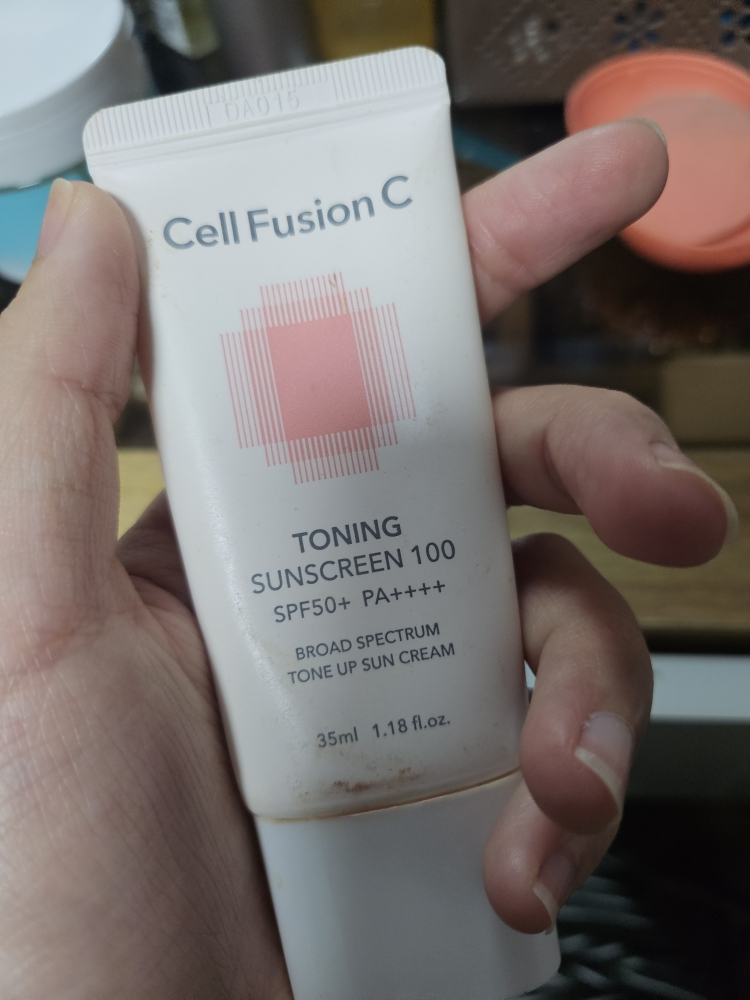 DA015
Cell Fusion C
TONING
SUNSCREEN 100
SPF50+ PA++++
BROAD SPECTRUM
TONE UP SUN CREAM
35ml 1.18 fl.oz.